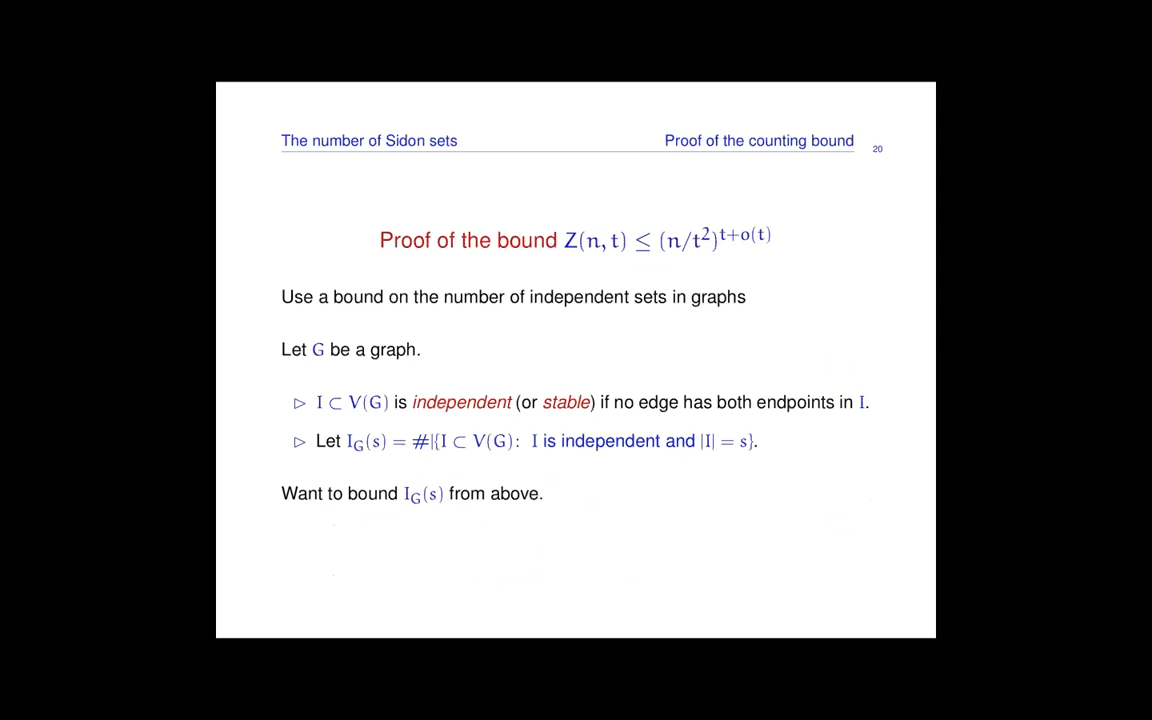 The number of Sidon sets
Proof of the counting bound
20
Proof of the bound Z(n, t) ≤ (n/t²)^{t+o(t)}
Use a bound on the number of independent sets in graphs
Let G be a graph.
▷ I ⊂ V(G) is independent (or stable) if no edge has both endpoints in I.
▷ Let I_G(s) = #|{I ⊂ V(G): I is independent and |I| = s}.
Want to bound I_G(s) from above.